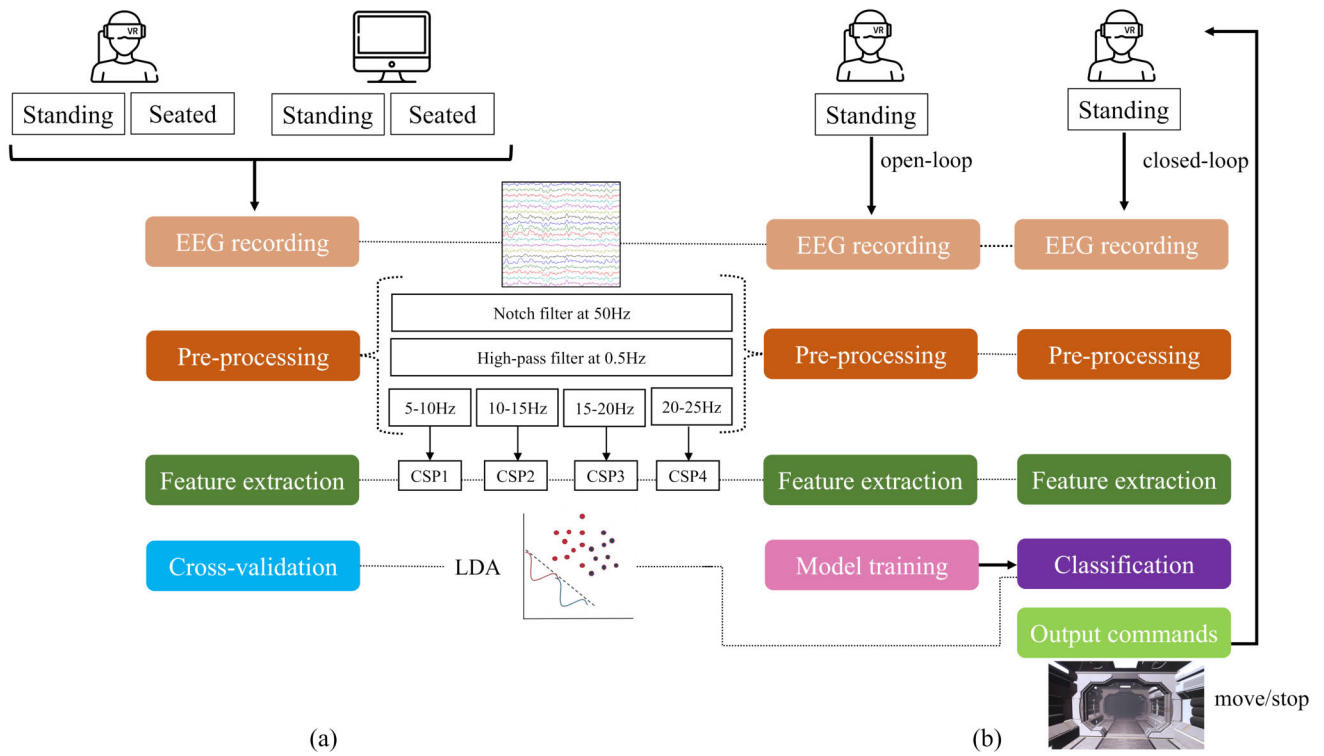 VR
VR
VR
Standing
Seated
Standing
Seated
Standing
Standing
open-loop
closed-loop
EEG recording
EEG recording
EEG recording
Notch filter at 50Hz
Pre-processing
High-pass filter at 0.5Hz
Pre-processing
Pre-processing
5-10Hz
10-15Hz
15-20Hz
20-25Hz
Feature extraction
CSP1
CSP2
CSP3
CSP4
Feature extraction
Feature extraction
Cross-validation
LDA
Model training
Classification
Output commands
move/stop
(a)
(b)